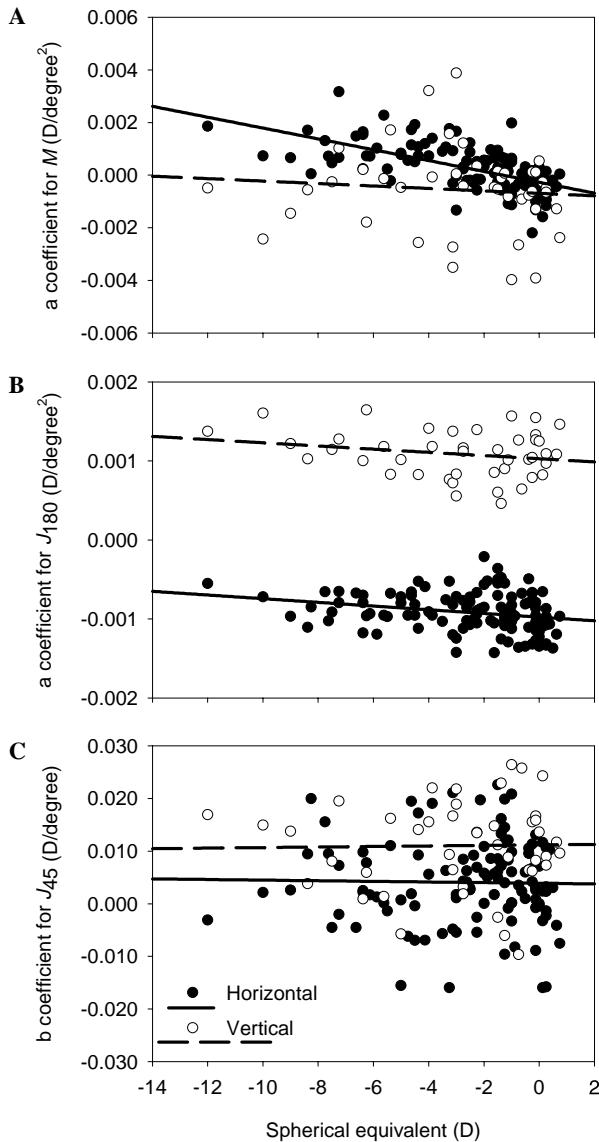 A
0.006
0.004
0.002
0.000
-0.002
-0.004
-0.006
a coefficient for M (D/degree²)
B
0.002
0.001
0.000
-0.001
-0.002
a coefficient for J₁₈₀ (D/degree²)
C
0.030
0.020
0.010
0.000
-0.010
-0.020
-0.030
b coefficient for J₄₅ (D/degree)
Horizontal
Vertical
-14 -12 -10 -8 -6 -4 -2 0 2
Spherical equivalent (D)